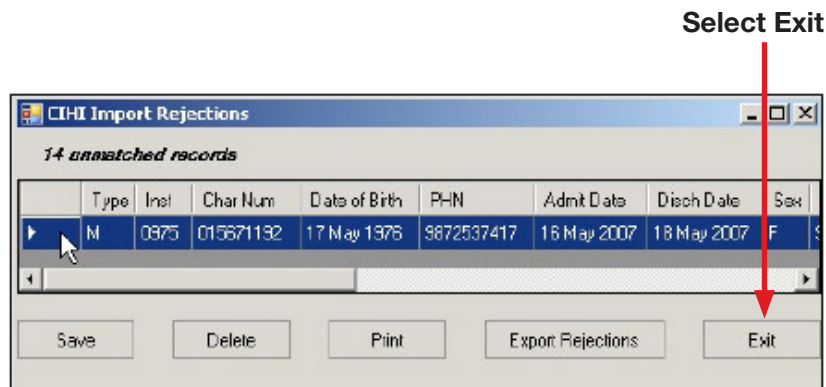 Select Exit
CIHI Import Rejections
14 unmatched records
Type Inst Char Num Date of Birth PHN Admit Date Disch Date Sex
M 0975 015671192 17 May 1976 9872537417 16 May 2007 18 May 2007 F
Save Delete Print Export Rejections Exit